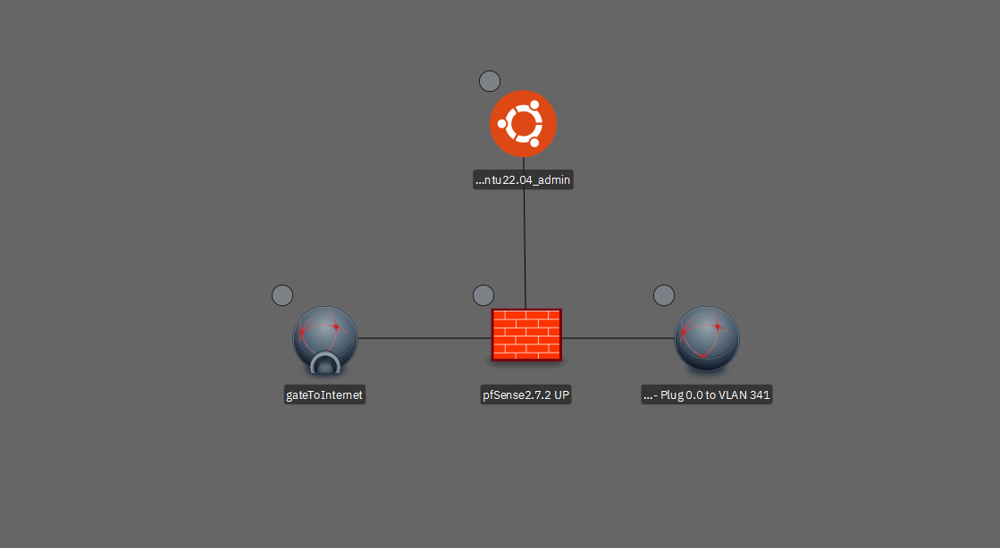 ...ntu22.04_admin
gateToInternet
pfSense2.7.2 UP
...- Plug 0.0 to VLAN 341